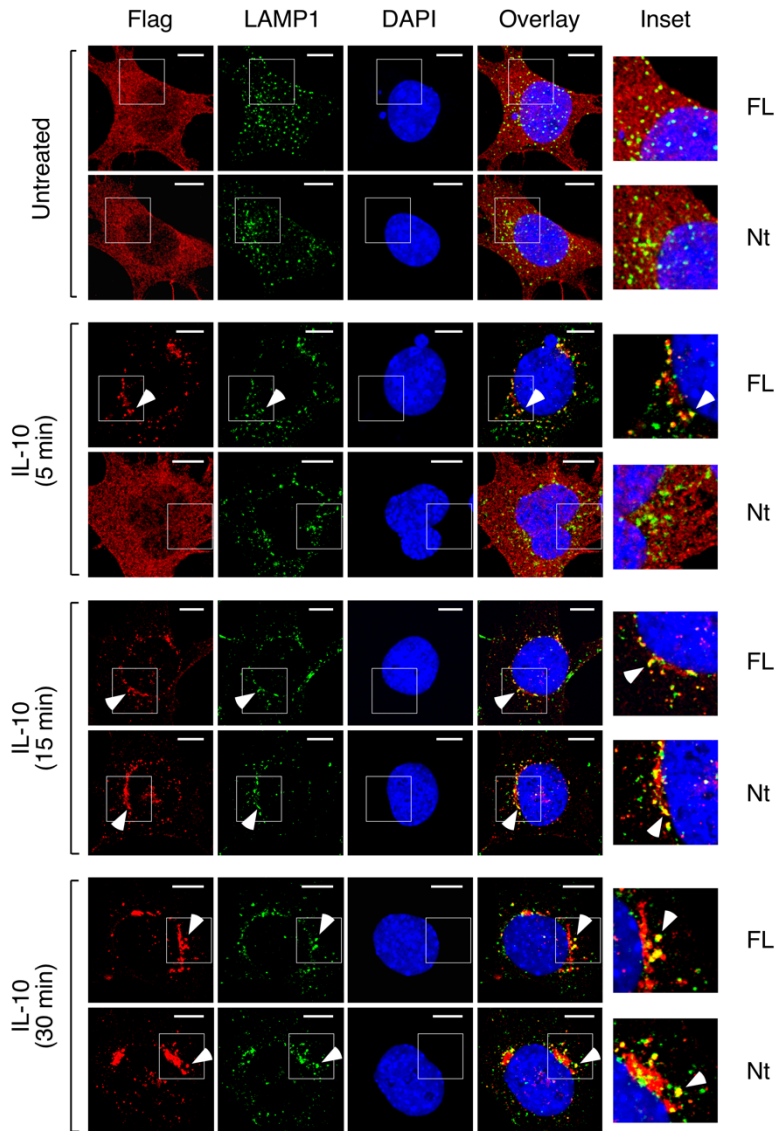 Flag LAMP1 DAPI Overlay Inset
Untreated
FL
Nt
IL-10
(5 min)
FL
Nt
IL-10
(15 min)
FL
Nt
IL-10
(30 min)
FL
Nt